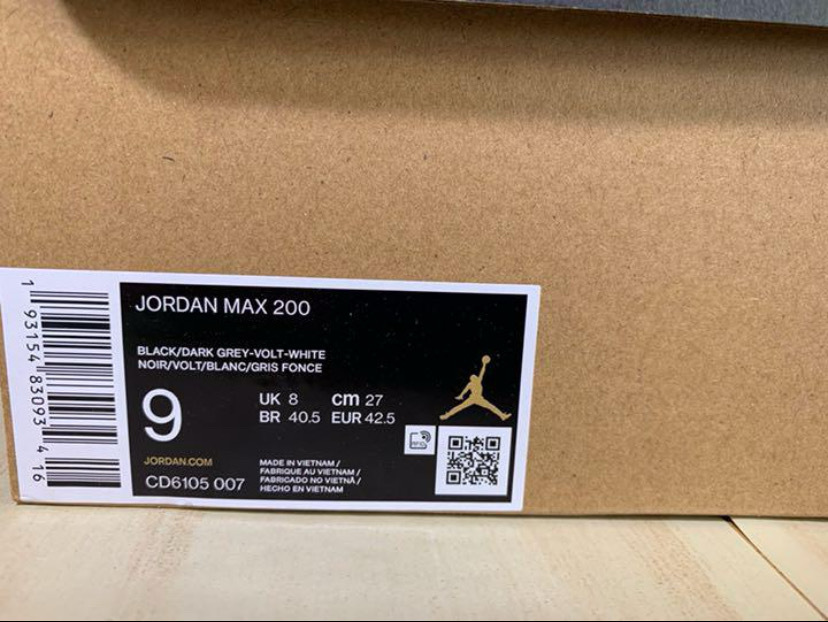 JORDAN MAX 200
BLACK/DARK GREY-VOLT-WHITE
NOIR/VOLT/BLANC/GRIS FONCE
9
UK 8 cm 27
BR 40.5 EUR 42.5
JORDAN.COM
CD6105 007
MADE IN VIETNAM /
FABRIQUE AU VIETNAM /
FABRICADO NO VIETNÃ /
HECHO EN VIETNAM
RFID
1 93154 83093 416